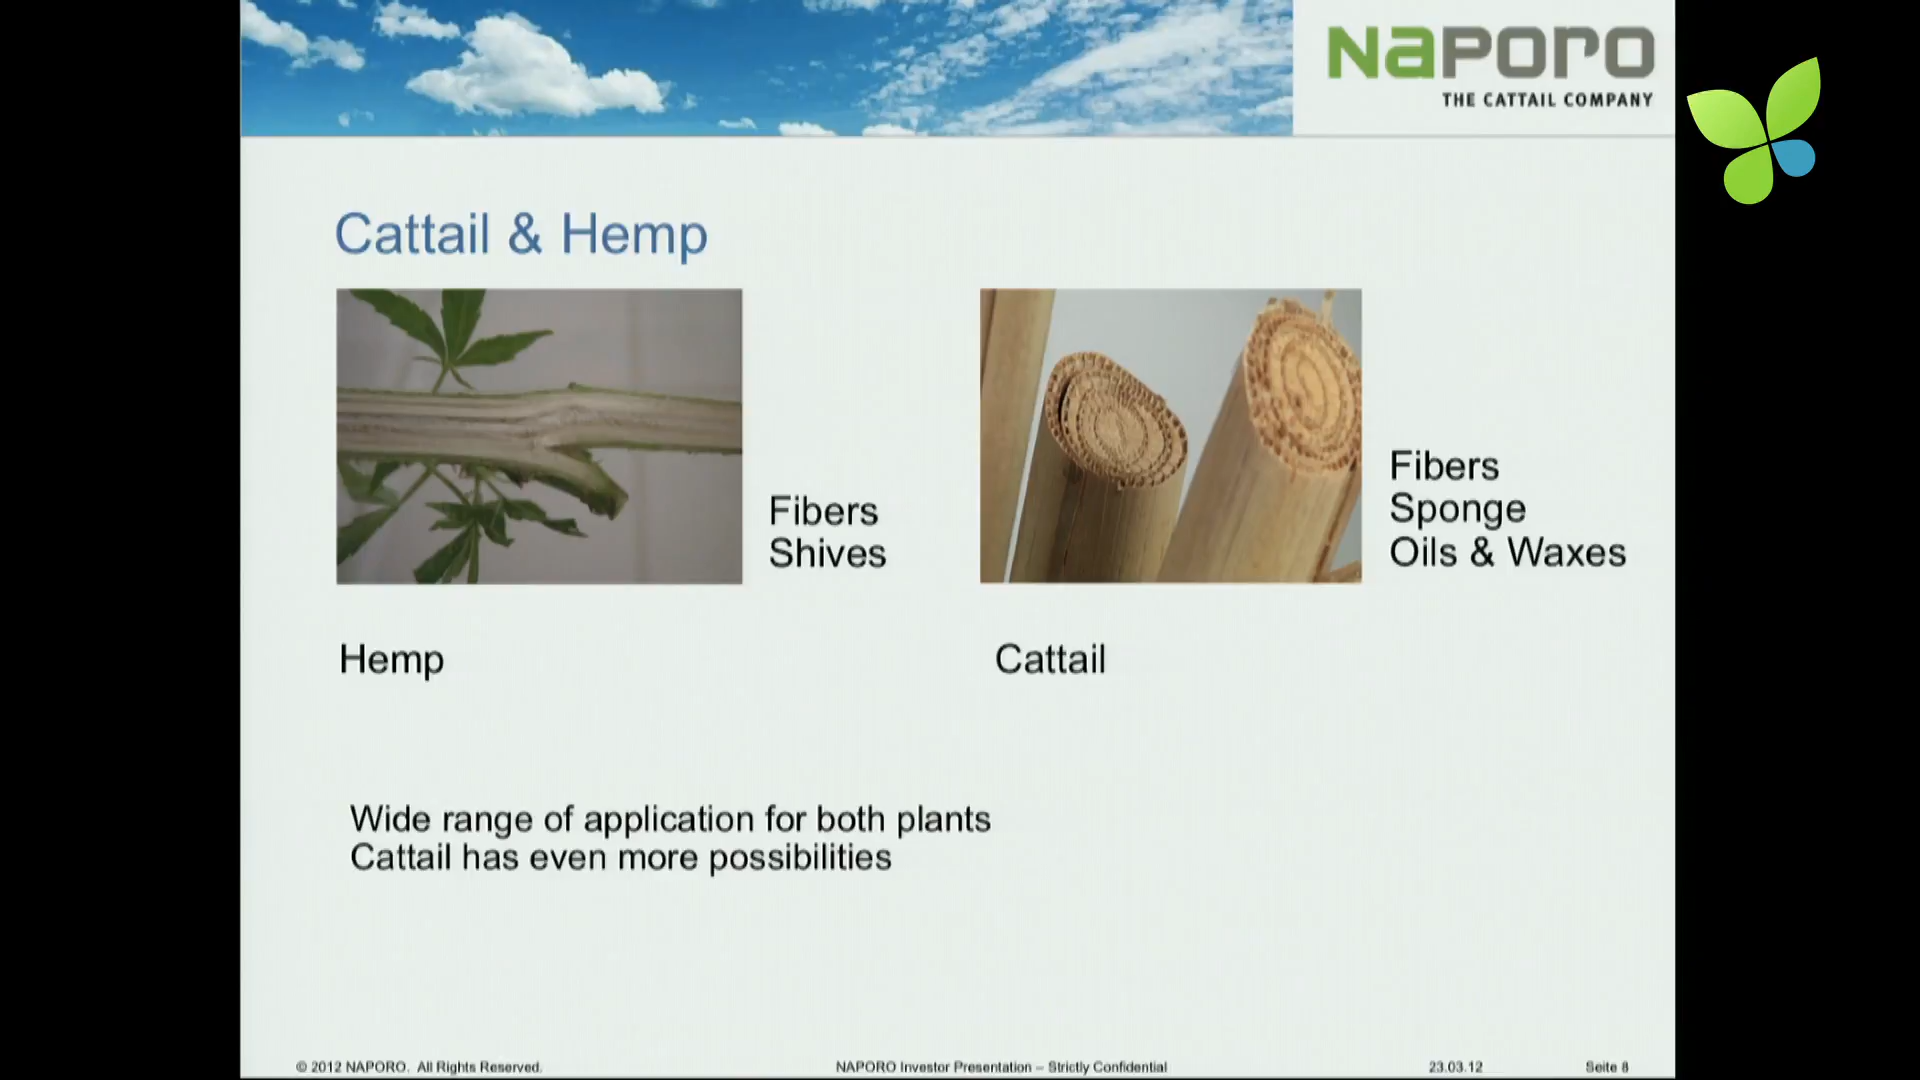 NAPORO
THE CATTAIL COMPANY
Cattail & Hemp
Fibers
Shives
Fibers
Sponge
Oils & Waxes
Hemp
Cattail
Wide range of application for both plants
Cattail has even more possibilities
© 2012 NAPORO. All Rights Reserved.
NAPORO Investor Presentation – Strictly Confidential
23.03.12
Seite 8